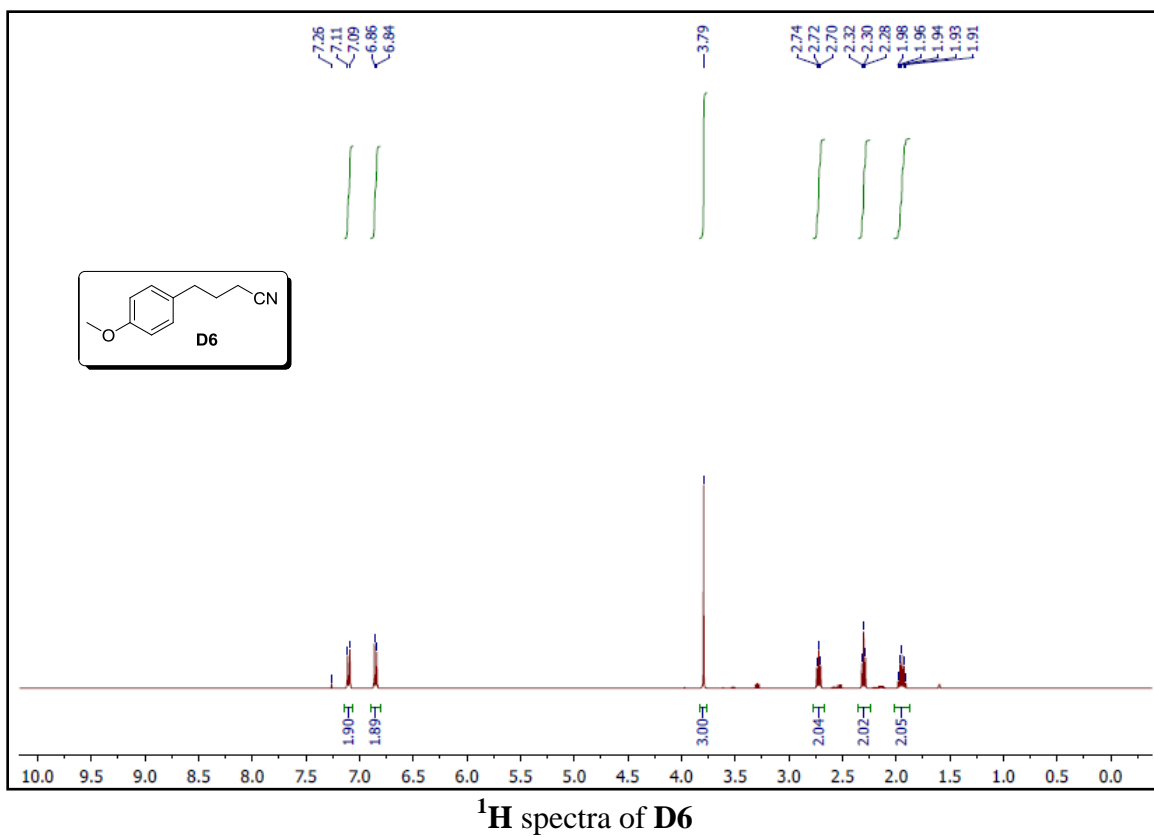 7.26 7.11 7.09 6.86 6.84 3.79 2.74 2.72 2.70 2.32 2.30 2.28 1.98 1.96 1.94 1.93 1.91
CN
O
D6
1.90 1.89 3.00 2.04 2.02 2.05
10.0 9.5 9.0 8.5 8.0 7.5 7.0 6.5 6.0 5.5 5.0 4.5 4.0 3.5 3.0 2.5 2.0 1.5 1.0 0.5 0.0
¹H spectra of D6